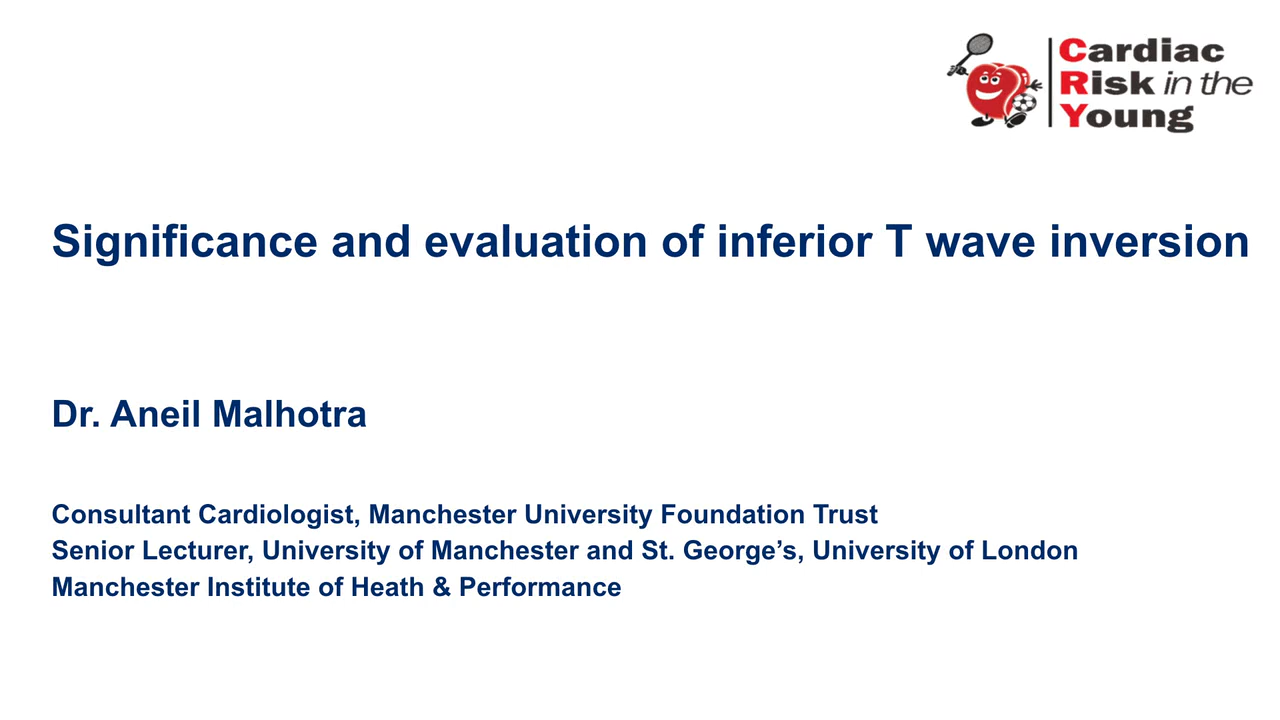 Cardiac
Risk in the
Young
Significance and evaluation of inferior T wave inversion
Dr. Aneil Malhotra
Consultant Cardiologist, Manchester University Foundation Trust
Senior Lecturer, University of Manchester and St. George’s, University of London
Manchester Institute of Heath & Performance